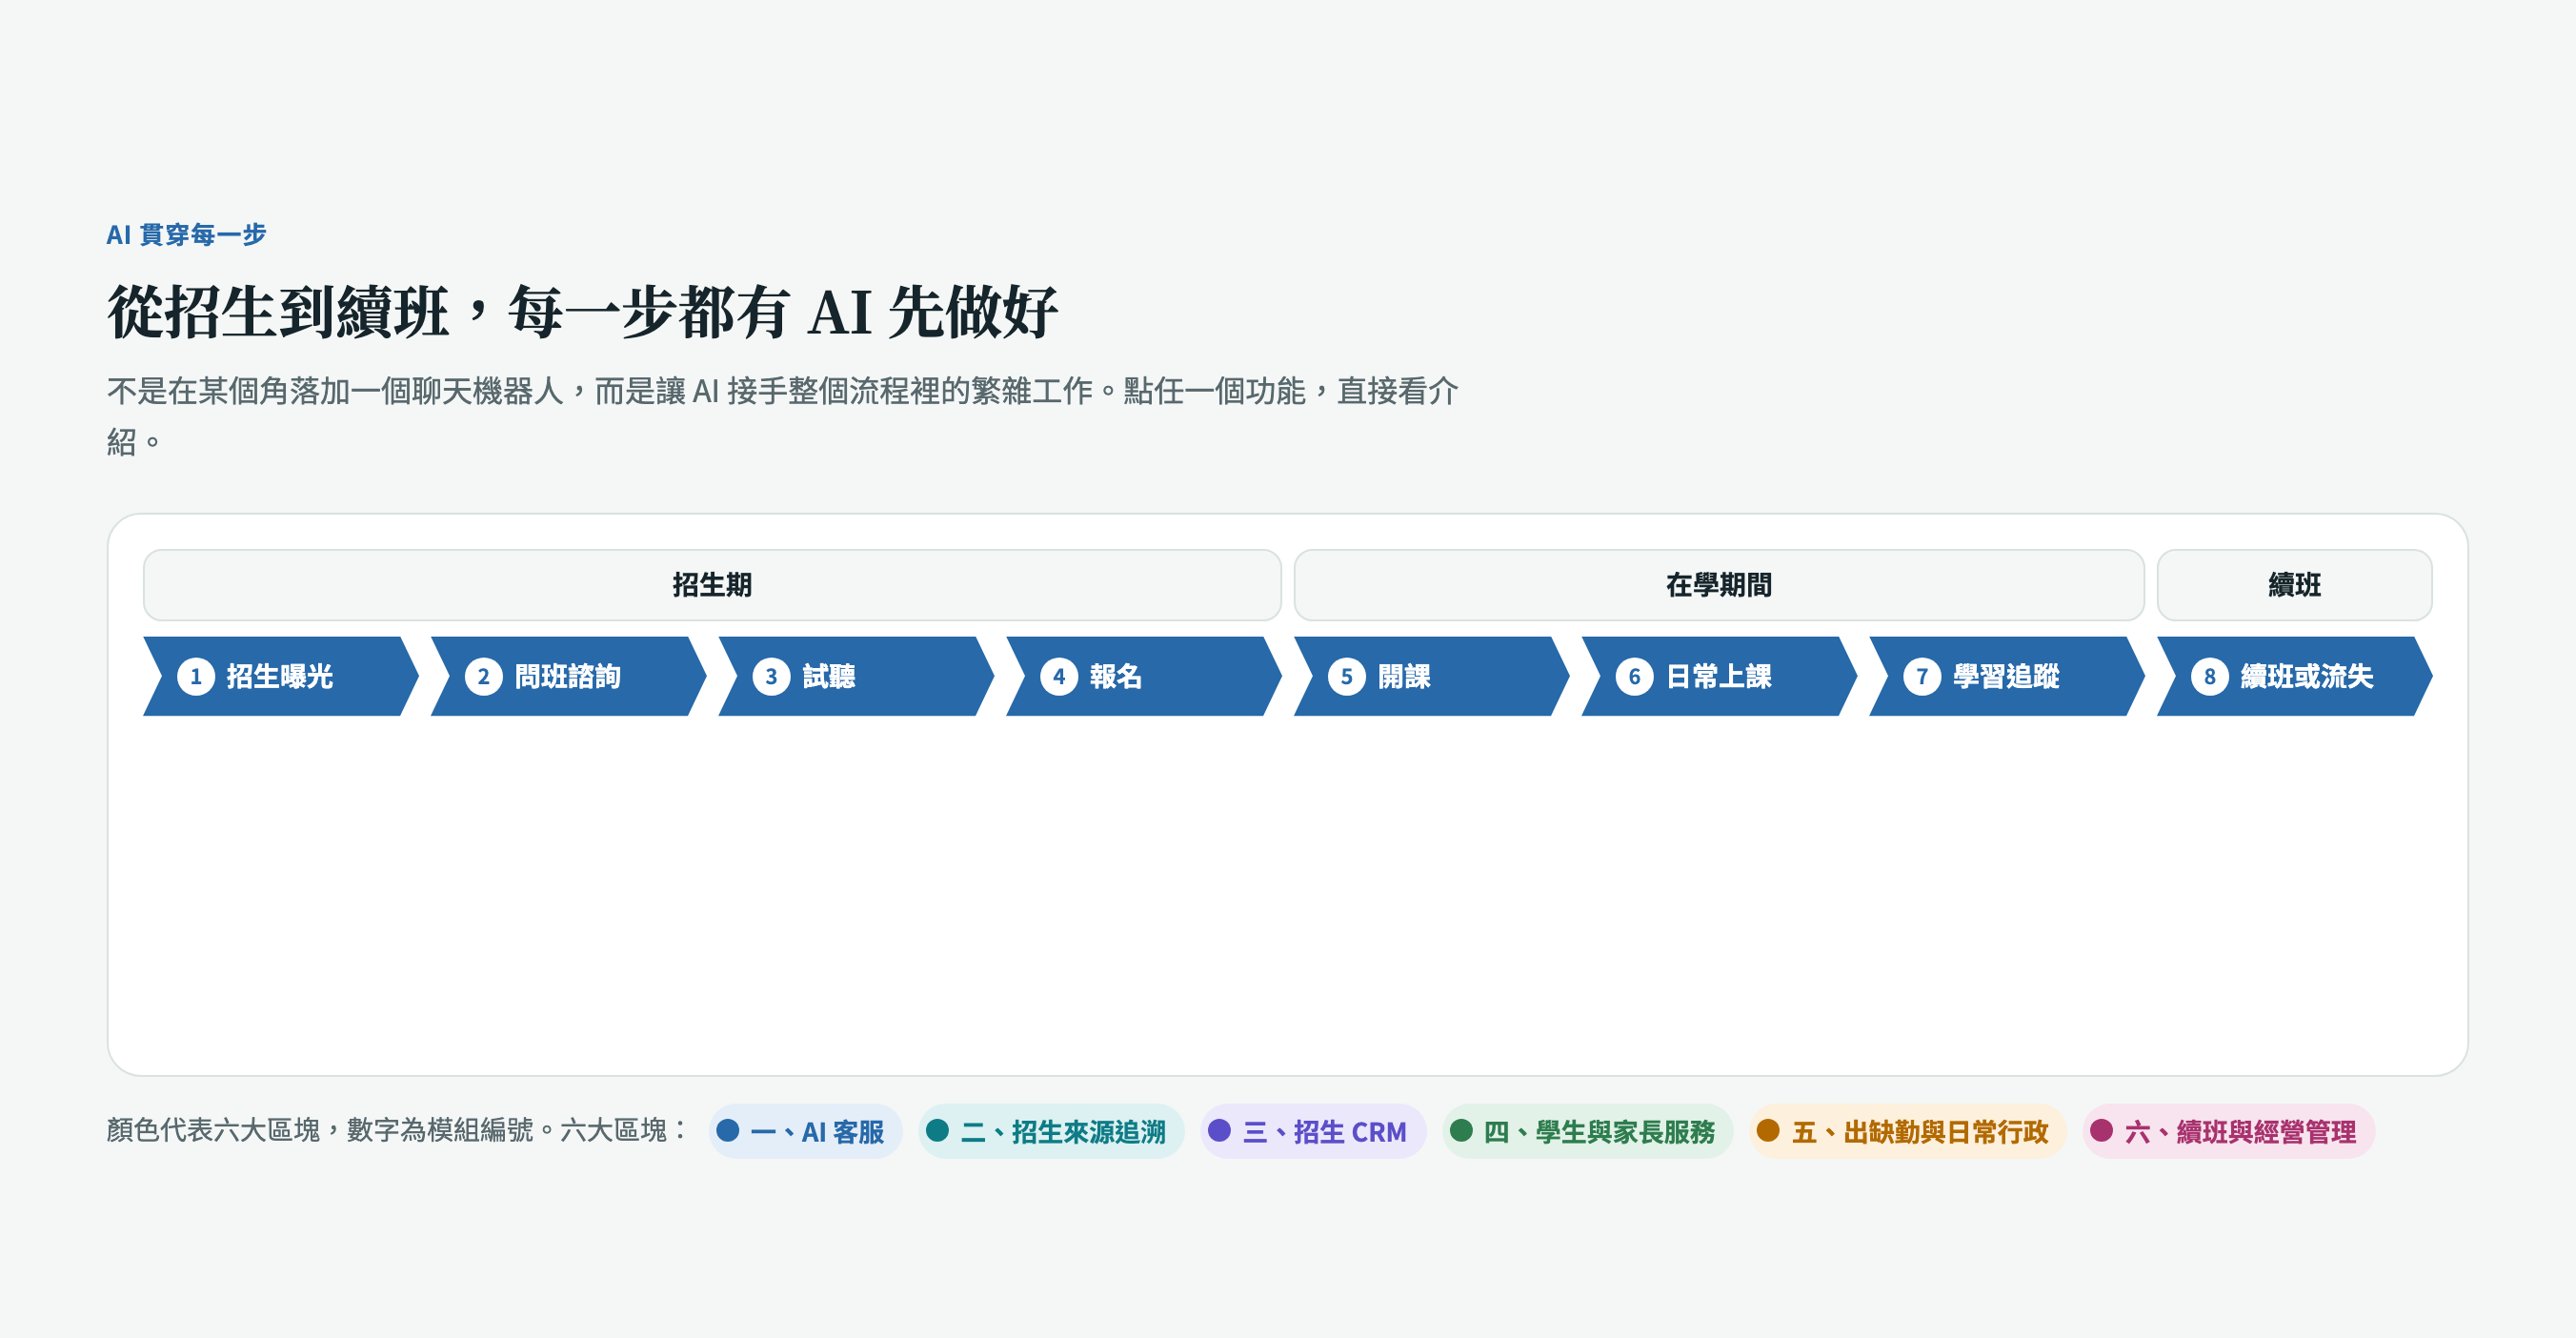 AI 貫穿每一步
從招生到續班，每一步都有 AI 先做好
不是在某個角落加一個聊天機器人，而是讓 AI 接手整個流程裡的繁雜工作。點任一個功能，直接看介
紹。
招生期
在學期間
續班
1 招生曝光
2 問班諮詢
3 試聽
4 報名
5 開課
6 日常上課
7 學習追蹤
8 續班或流失
顏色代表六大區塊，數字為模組編號。六大區塊：
一、AI 客服
二、招生來源追溯
三、招生 CRM
四、學生與家長服務
五、出缺勤與日常行政
六、續班與經營管理